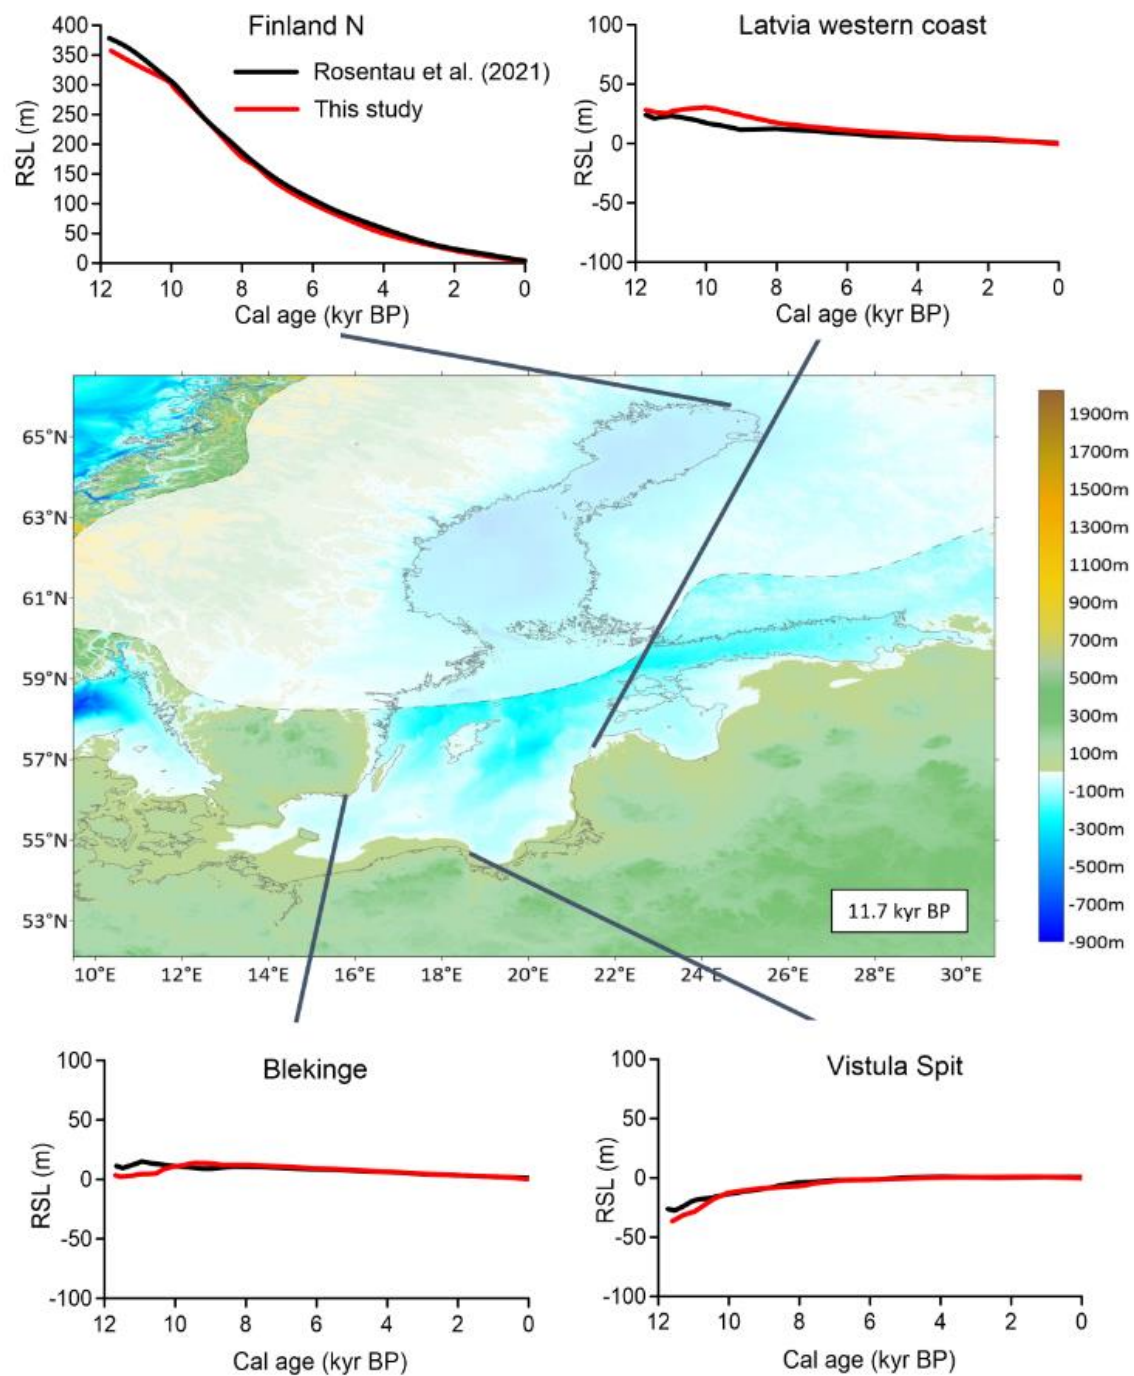 Finland N
400
350
300
250
200
150
100
50
0
RSL (m)
Rosentau et al. (2021)
This study
12 10 8 6 4 2 0
Cal age (kyr BP)
Latvia western coast
100
50
0
-50
-100
RSL (m)
12 10 8 6 4 2 0
Cal age (kyr BP)
65°N
63°N
61°N
59°N
57°N
55°N
53°N
10°E 12°E 14°E 16°E 18°E 20°E 22°E 24°E 26°E 28°E 30°E
11.7 kyr BP
1900m
1700m
1500m
1300m
1100m
900m
700m
500m
300m
100m
-100m
-300m
-500m
-700m
-900m
Blekinge
100
50
0
-50
-100
RSL (m)
12 10 8 6 4 2 0
Cal age (kyr BP)
Vistula Spit
100
50
0
-50
-100
RSL (m)
12 10 8 6 4 2 0
Cal age (kyr BP)